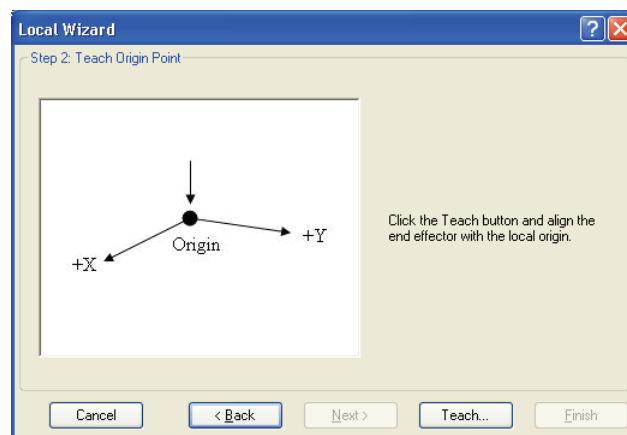 Local Wizard
Step 2: Teach Origin Point
Origin
+Y
+X
Click the Teach button and align the
end effector with the local origin.
Cancel
< Back
Next >
Teach...
Finish